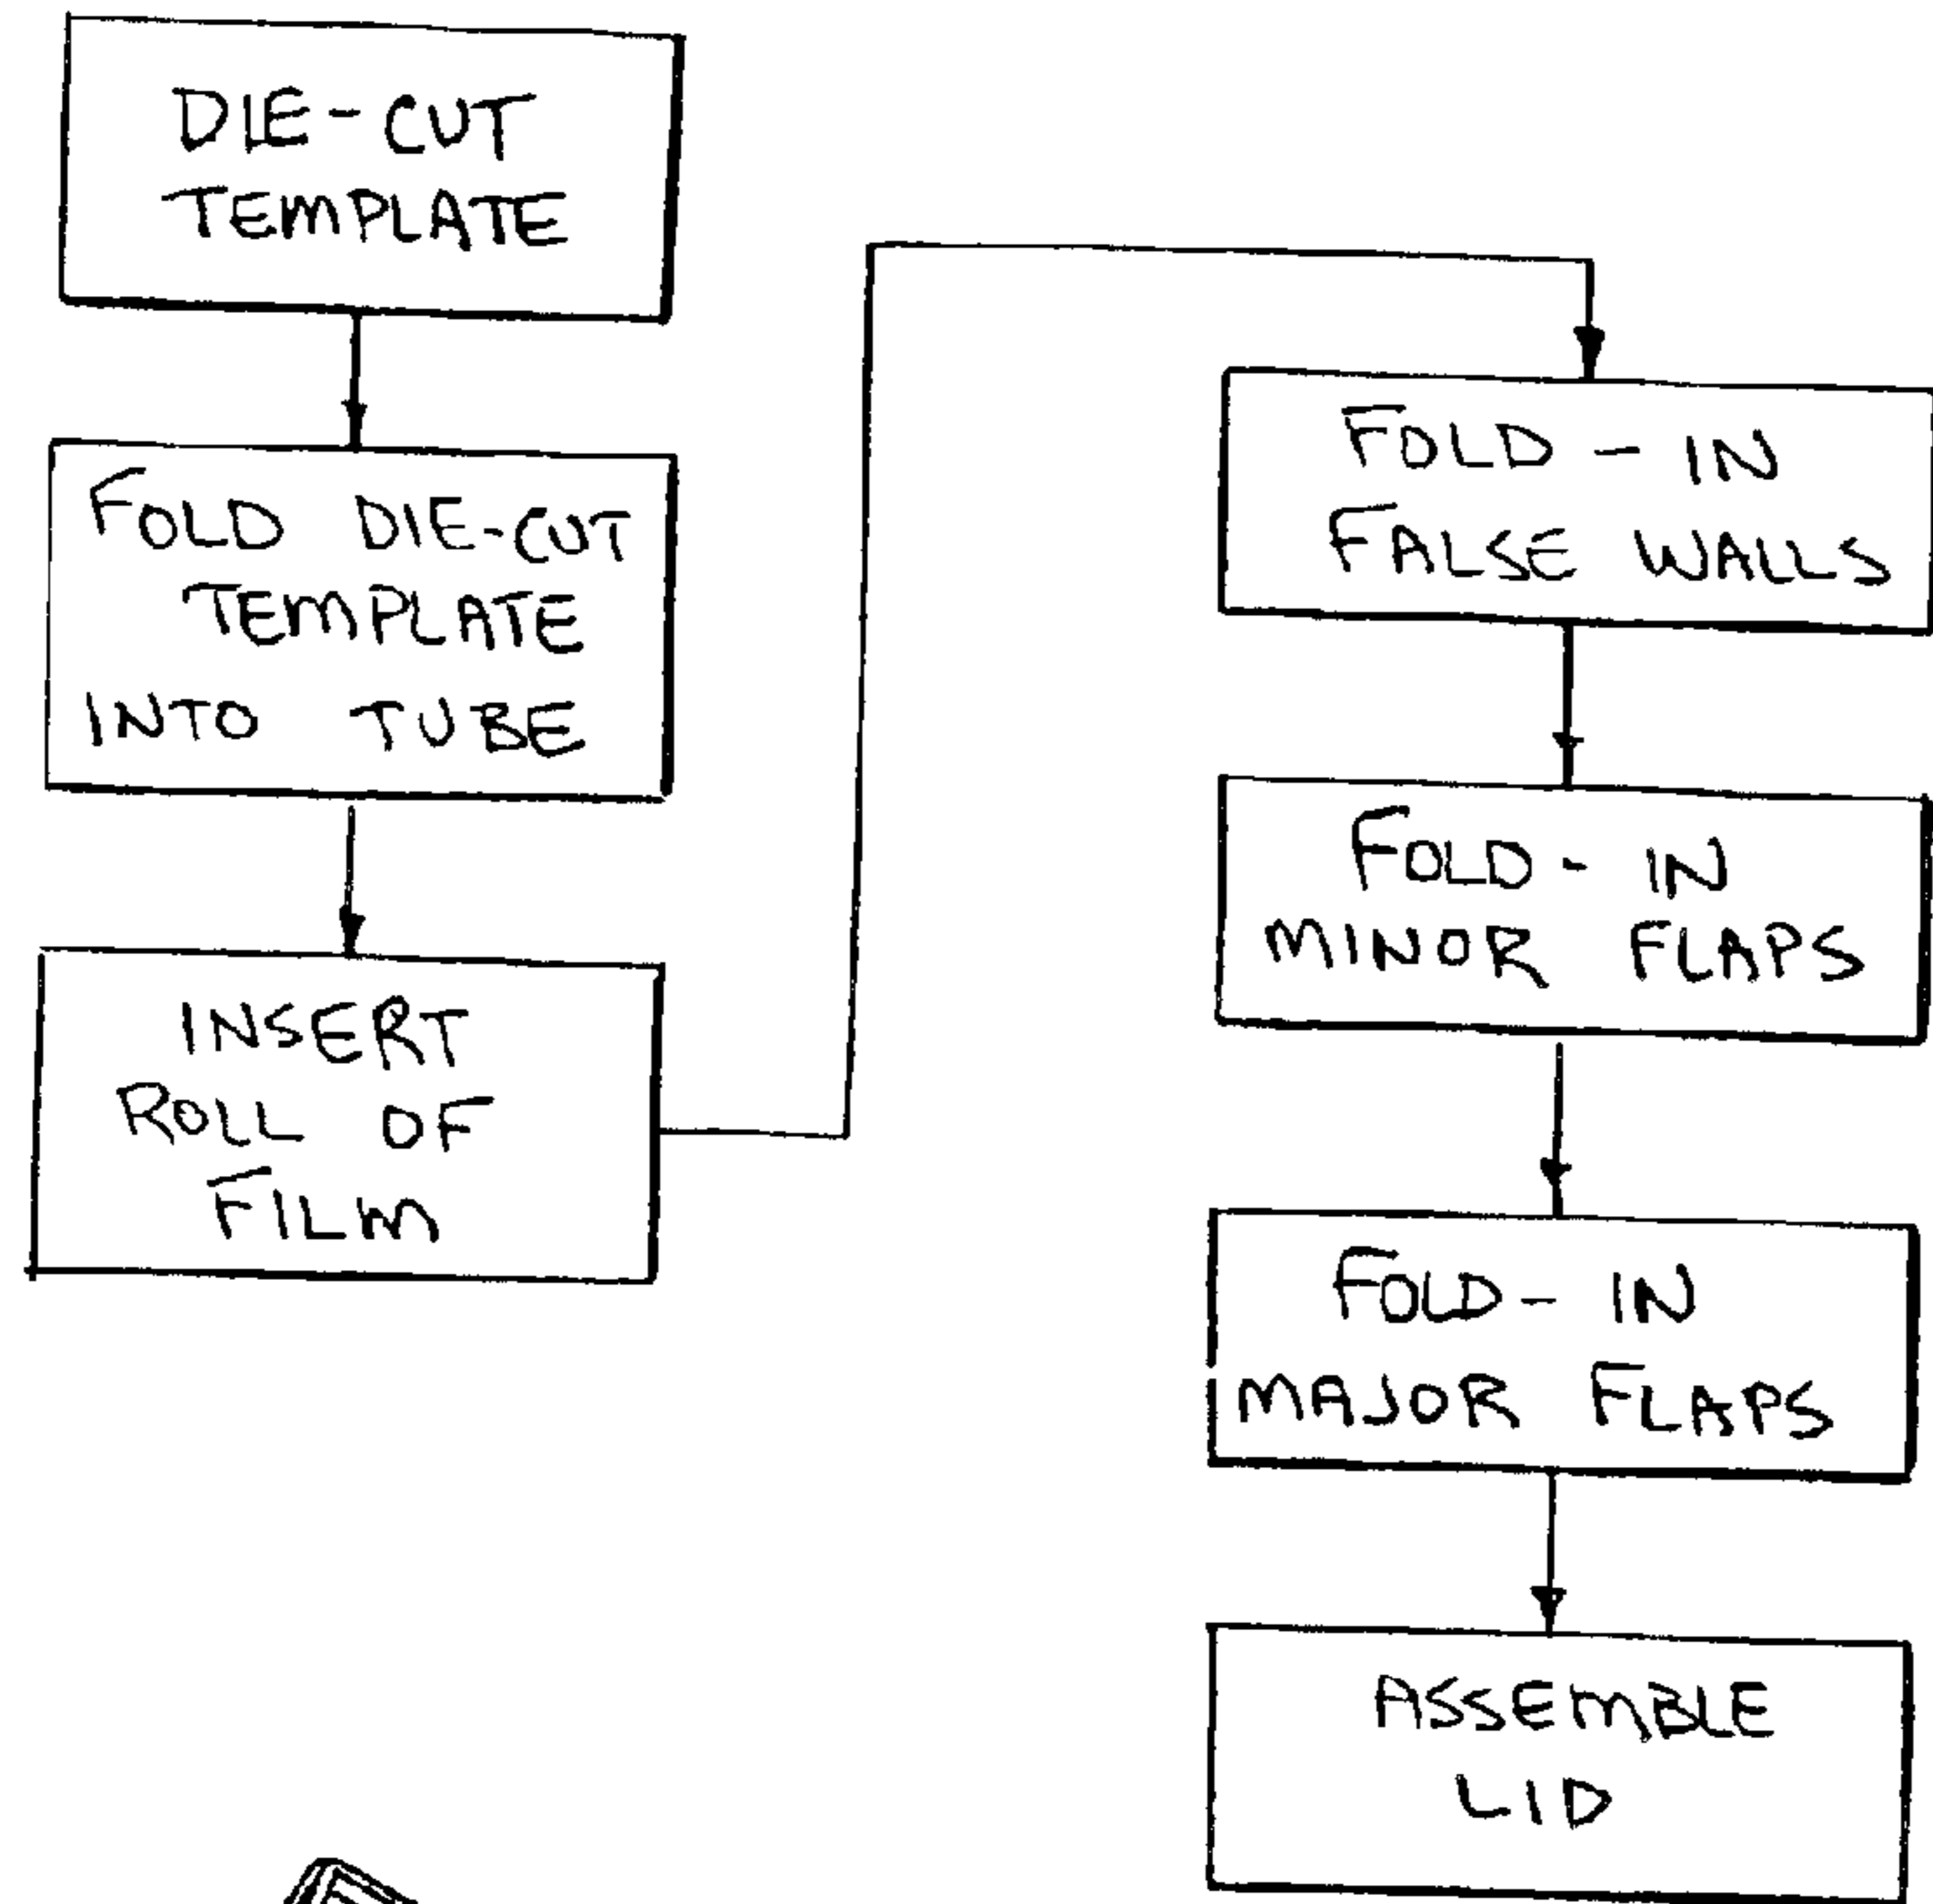 DIE-CUT
TEMPLATE
FOLD DIE-CUT
TEMPLATE
INTO TUBE
INSERT
ROLL OF
FILM
FOLD-IN
FALSE WALLS
FOLD-IN
MINOR FLAPS
FOLD-IN
MAJOR FLAPS
ASSEMBLE
LID